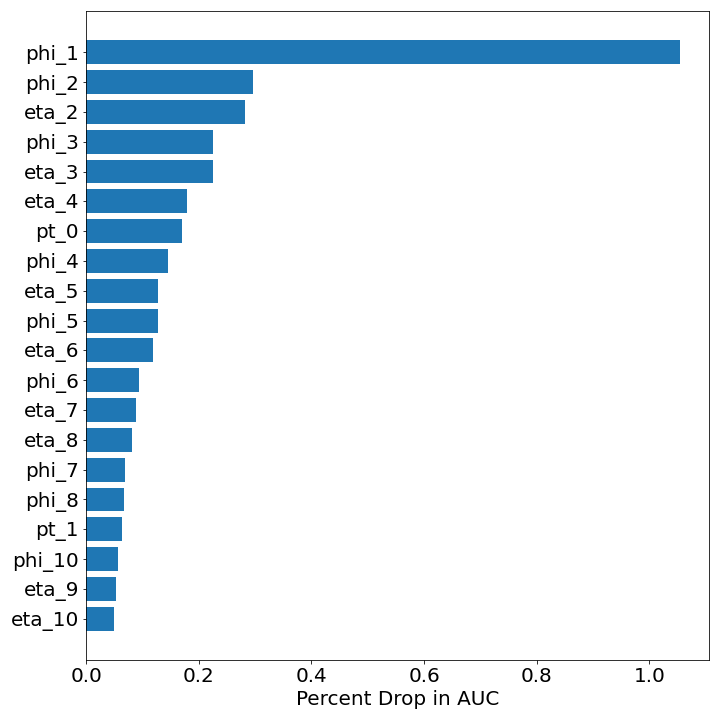 phi_1
phi_2
eta_2
phi_3
eta_3
eta_4
pt_0
phi_4
eta_5
phi_5
eta_6
phi_6
eta_7
eta_8
phi_7
phi_8
pt_1
phi_10
eta_9
eta_10
0.0 0.2 0.4 0.6 0.8 1.0
Percent Drop in AUC